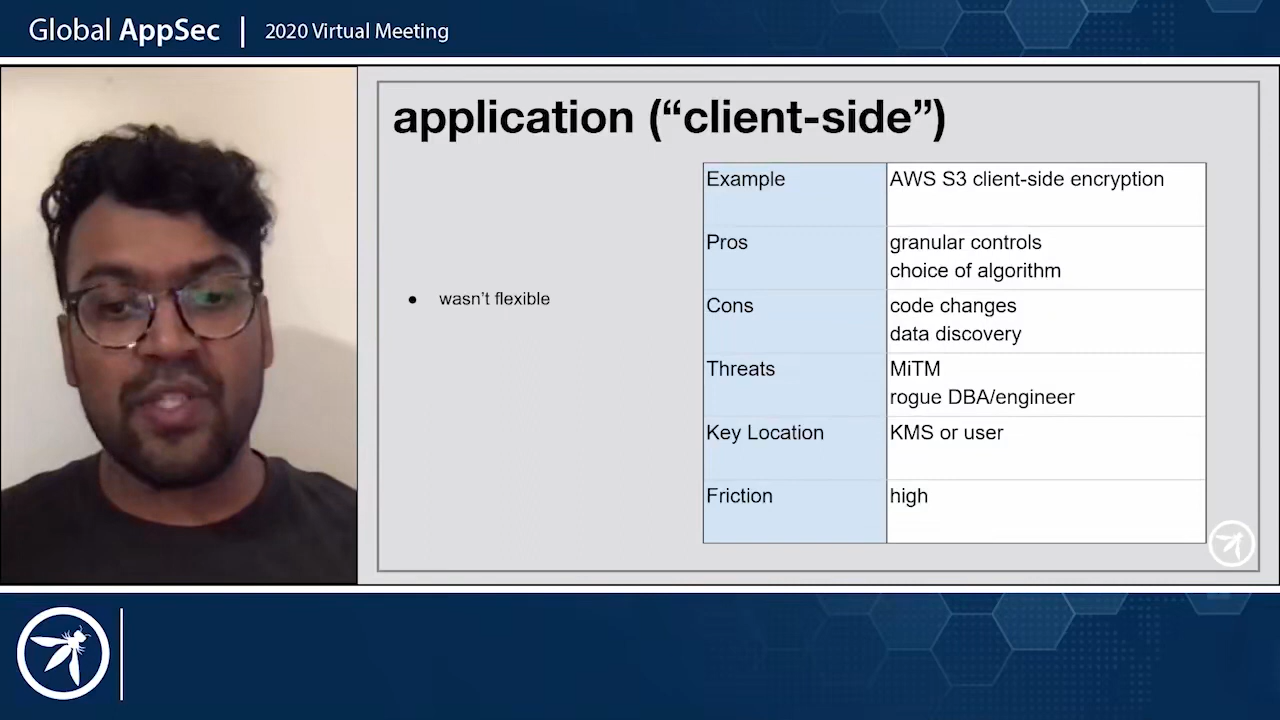 Global AppSec | 2020 Virtual Meeting
application (“client-side”)
● wasn’t flexible
Example AWS S3 client-side encryption
Pros granular controls
choice of algorithm
Cons code changes
data discovery
Threats MiTM
rogue DBA/engineer
Key Location KMS or user
Friction high